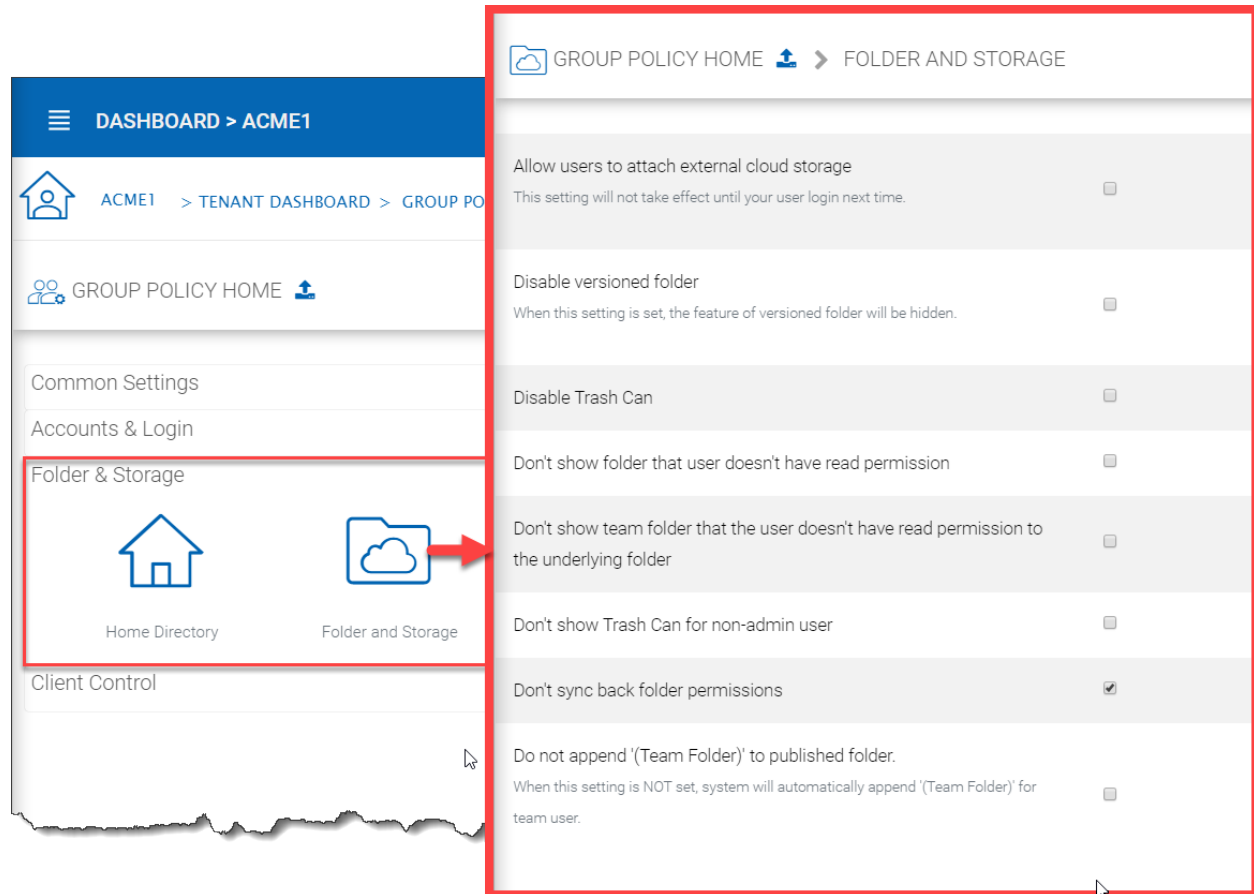 DASHBOARD > ACME1
ACME1 > TENANT DASHBOARD > GROUP PO
GROUP POLICY HOME
Common Settings
Accounts & Login
Folder & Storage
Home Directory
Folder and Storage
Client Control
GROUP POLICY HOME > FOLDER AND STORAGE
Allow users to attach external cloud storage
This setting will not take effect until your user login next time.
Disable versioned folder
When this setting is set, the feature of versioned folder will be hidden.
Disable Trash Can
Don't show folder that user doesn't have read permission
Don't show team folder that the user doesn't have read permission to
the underlying folder
Don't show Trash Can for non-admin user
Don't sync back folder permissions
Do not append '(Team Folder)' to published folder.
When this setting is NOT set, system will automatically append '(Team Folder)' for
team user.